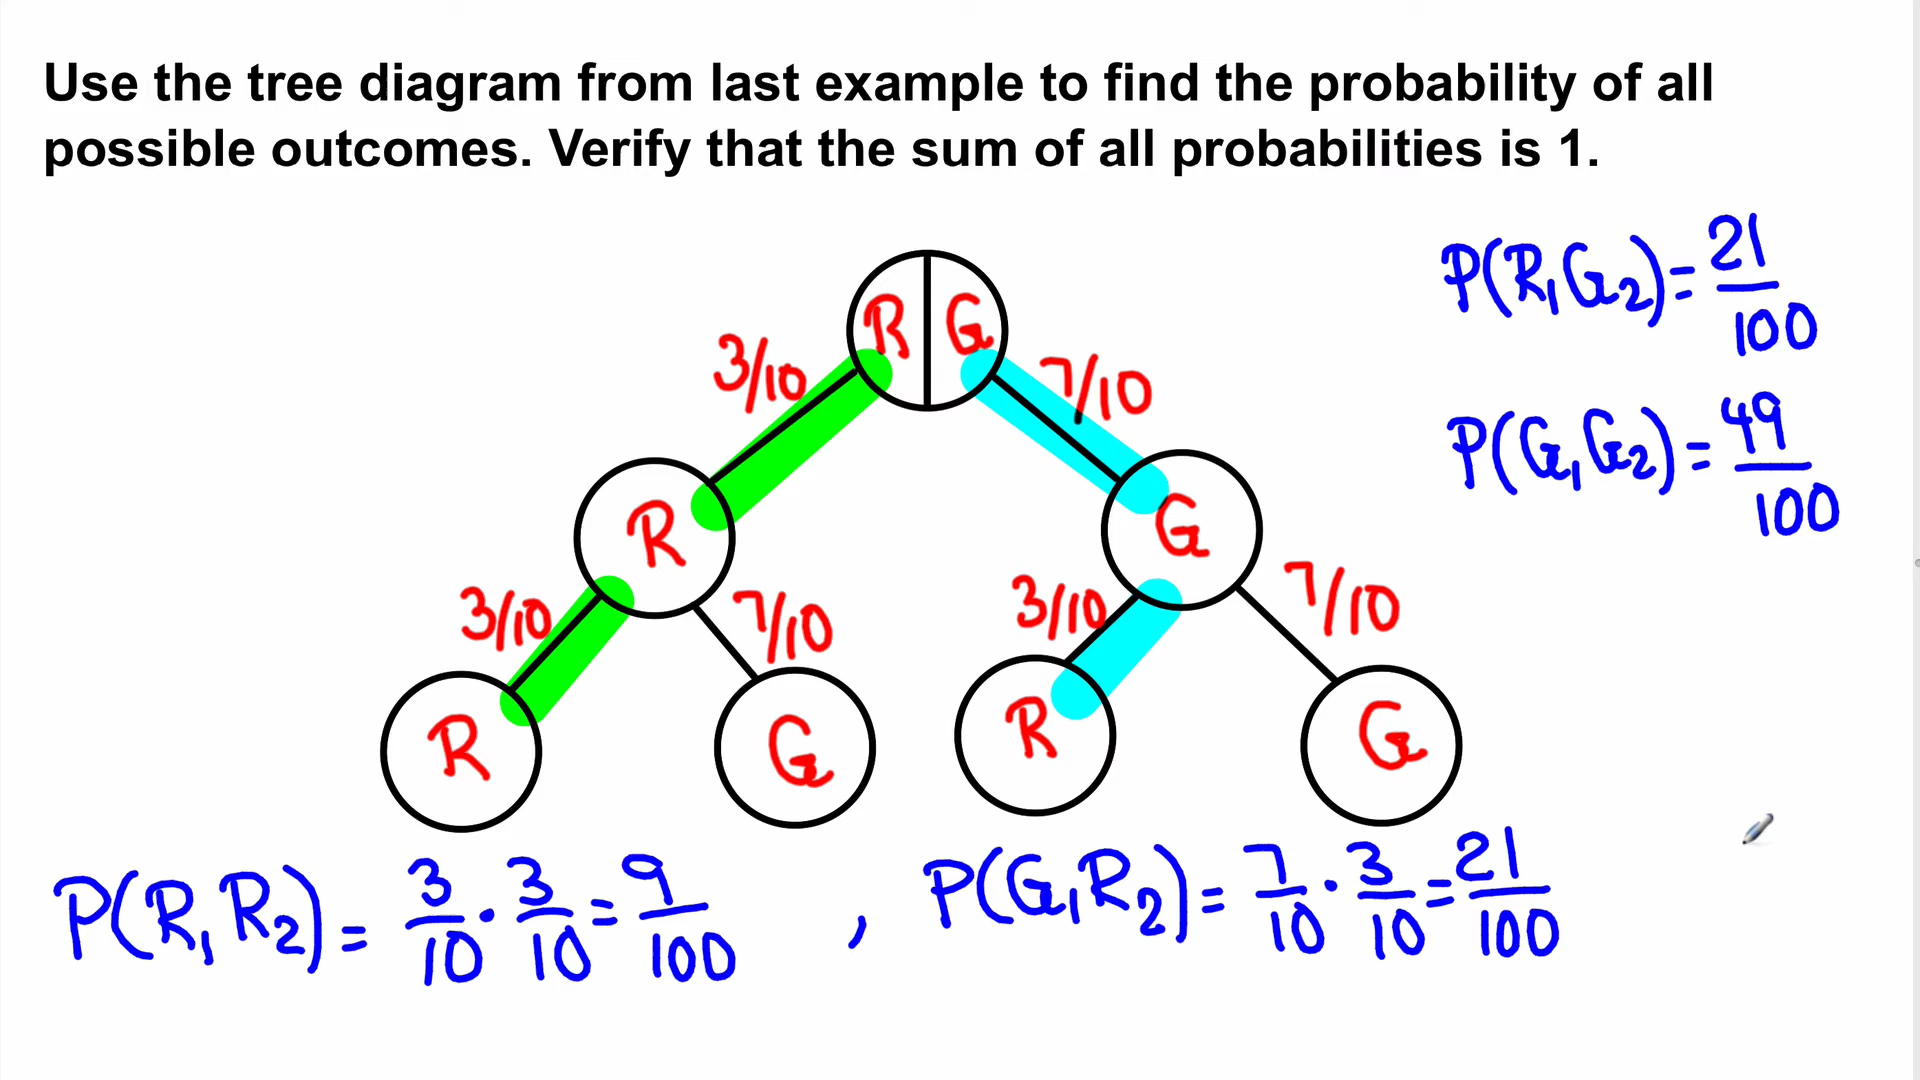 Use the tree diagram from last example to find the probability of all
possible outcomes. Verify that the sum of all probabilities is 1.
P(R₁G₂)=21/100
P(G₁G₂)=49/100
R G
3/10 7/10
R G
3/10 7/10 3/10 7/10
R G R G
P(R₁R₂)=3/10·3/10=9/100 , P(G₁R₂)=7/10·3/10=21/100